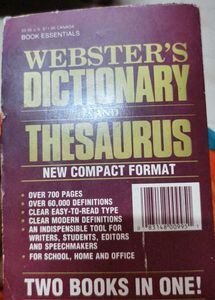 BOOK ESSENTIALS
WEBSTER'S
DICTIONARY
AND
THESAURUS
NEW COMPACT FORMAT
• OVER 700 PAGES
• OVER 60,000 DEFINITIONS
• CLEAR EASY-TO-READ TYPE
• CLEAR MODERN DEFINITIONS
• AN INDISPENSIBLE TOOL FOR
WRITERS, STUDENTS, EDITORS
AND SPEECHMAKERS
• FOR SCHOOL, HOME AND OFFICE
TWO BOOKS IN ONE!